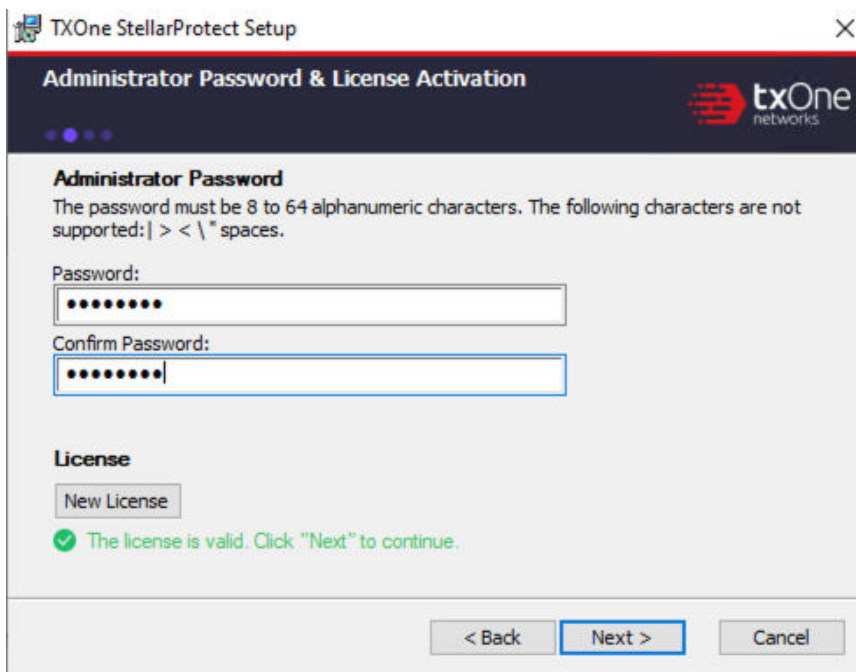 TXOne StellarProtect Setup
Administrator Password & License Activation
txOne
networks
Administrator Password
The password must be 8 to 64 alphanumeric characters. The following characters are not
supported:| > < \ " spaces.
Password:
Confirm Password:
License
New License
The license is valid. Click "Next" to continue.
< Back
Next >
Cancel